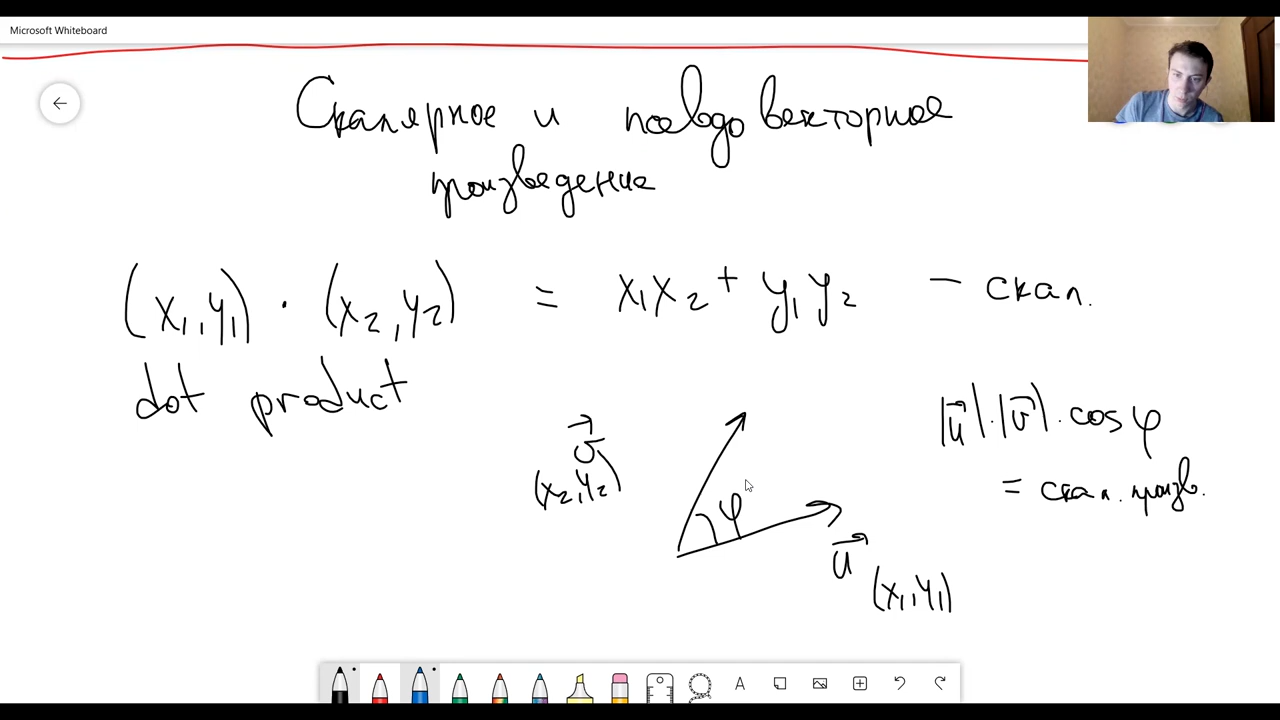 Microsoft Whiteboard
Скалярное и псевдовекторное
произведение
(x₁, y₁) · (x₂, y₂) = x₁x₂ + y₁y₂ — скал.
dot product
|u⃗| · |v⃗| · cos φ
= скал. произв.
v⃗
(x₂, y₂)
φ
u⃗
(x₁, y₁)
A